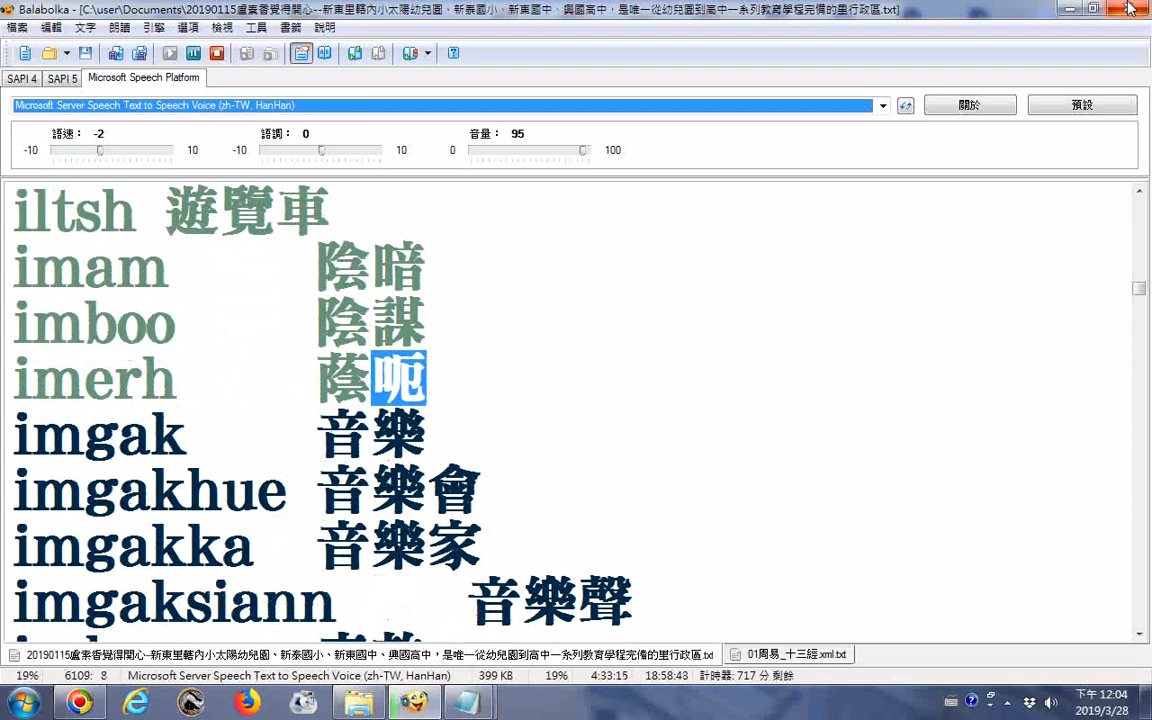 Balabolka - [C:\user\Documents\20190115盧素香覺得開心--新東里轄內小太陽幼兒園、新泰國小、新東國中、興國高中，是唯一從幼兒園到高中一系列教育學程完備的里行政區.txt]
檔案 編輯 文字 朗讀 引擎 選項 檢視 工具 書籤 說明
SAPI 4 SAPI 5 Microsoft Speech Platform
Microsoft Server Speech Text to Speech Voice (zh-TW, HanHan) 關於 預設
語速： -2 語調： 0 音量： 95
-10 10 -10 10 0 100
iltsh 遊覽車
imam 陰暗
imboo 陰謀
imerh 蔭呃
imgak 音樂
imgakhue 音樂會
imgakka 音樂家
imgaksiann 音樂聲
20190115盧素香覺得開心--新東里轄內小太陽幼兒園、新泰國小、新東國中、興國高中，是唯一從幼兒園到高中一系列教育學程完備的里行政區.txt 01周易_十三經.txt
19% 6109: 8 Microsoft Server Speech Text to Speech Voice (zh-TW, HanHan) 399 KB 19% 4:33:15 18:58:43 計時器: 717 分 剩餘
下午 12:04
2019/3/28